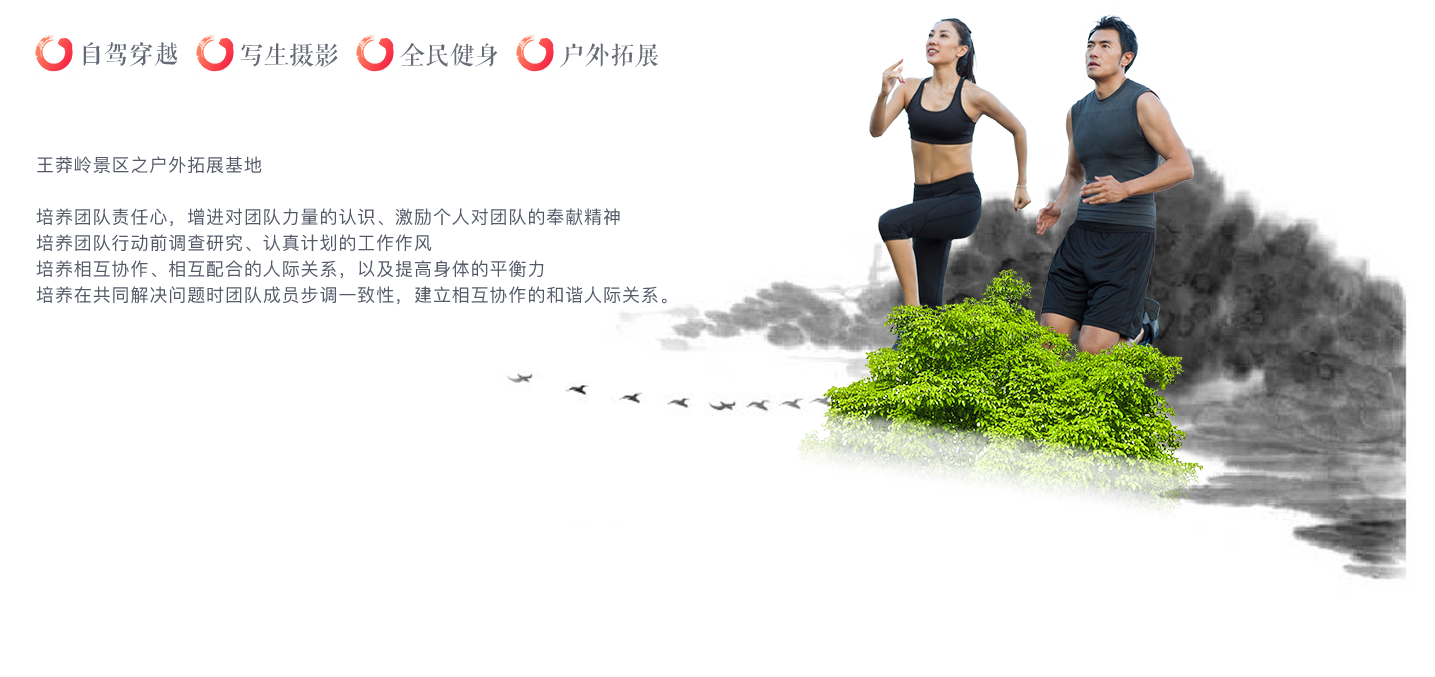 自驾穿越 写生摄影 全民健身 户外拓展
王莽岭景区之户外拓展基地
培养团队责任心，增进对团队力量的认识、激励个人对团队的奉献精神
培养团队行动前调查研究、认真计划的工作作风
培养相互协作、相互配合的人际关系，以及提高身体的平衡力
培养在共同解决问题时团队成员步调一致性，建立相互协作的和谐人际关系。